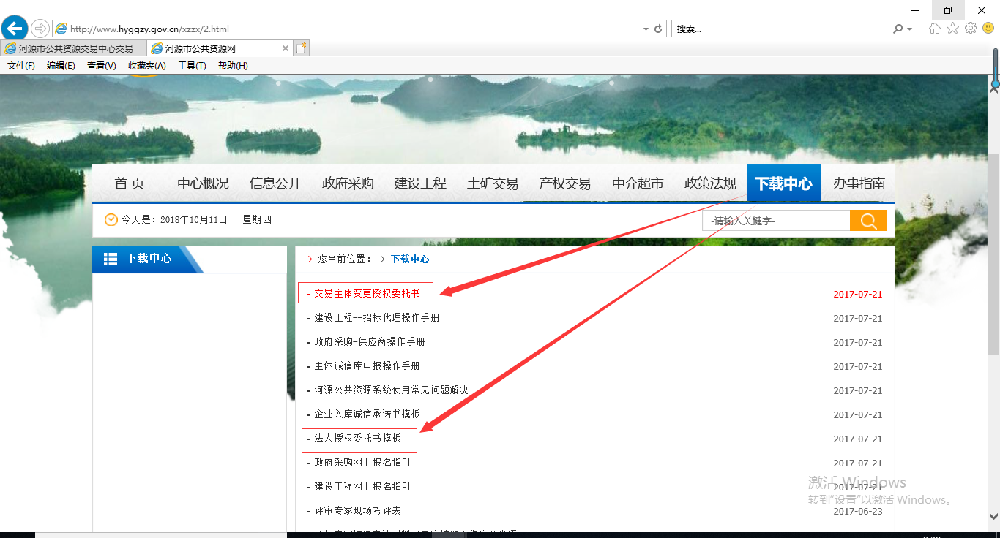 http://www.hyggzy.gov.cn/xzzx/2.html
搜索...
河源市公共资源交易中心交易
河源市公共资源网
文件(F) 编辑(E) 查看(V) 收藏夹(A) 工具(T) 帮助(H)
首 页 中心概况 信息公开 政府采购 建设工程 土矿交易 产权交易 中介超市 政策法规 下载中心 办事指南
今天是：2018年10月11日 星期四
-请输入关键字-
下载中心
您当前位置： > 下载中心
- 交易主体变更授权委托书 2017-07-21
- 建设工程--招标代理操作手册 2017-07-21
- 政府采购-供应商操作手册 2017-07-21
- 主体诚信库申报操作手册 2017-07-21
- 河源公共资源系统使用常见问题解决 2017-07-21
- 企业入库诚信承诺书模板 2017-07-21
- 法人授权委托书模板 2017-07-21
- 政府采购网上报名指引 2017-07-21
- 建设工程网上报名指引 2017-07-21
- 评审专家现场考评表 2017-06-23
激活 Windows
转到"设置"以激活 Windows。